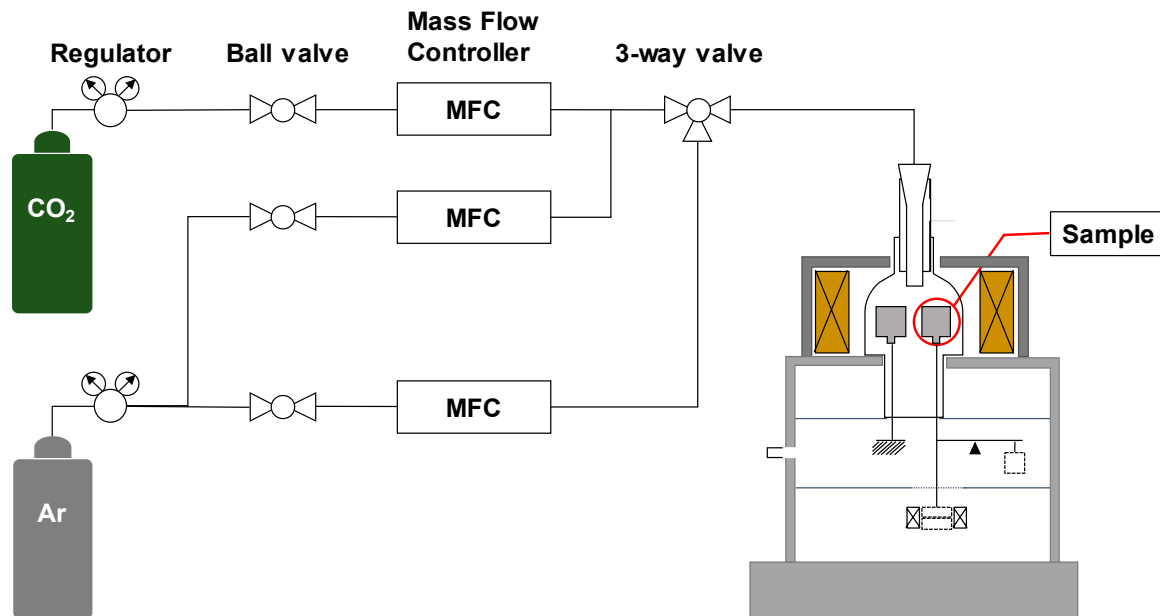 Mass Flow
Controller
Regulator
Ball valve
3-way valve
MFC
CO₂
MFC
Sample
MFC
Ar